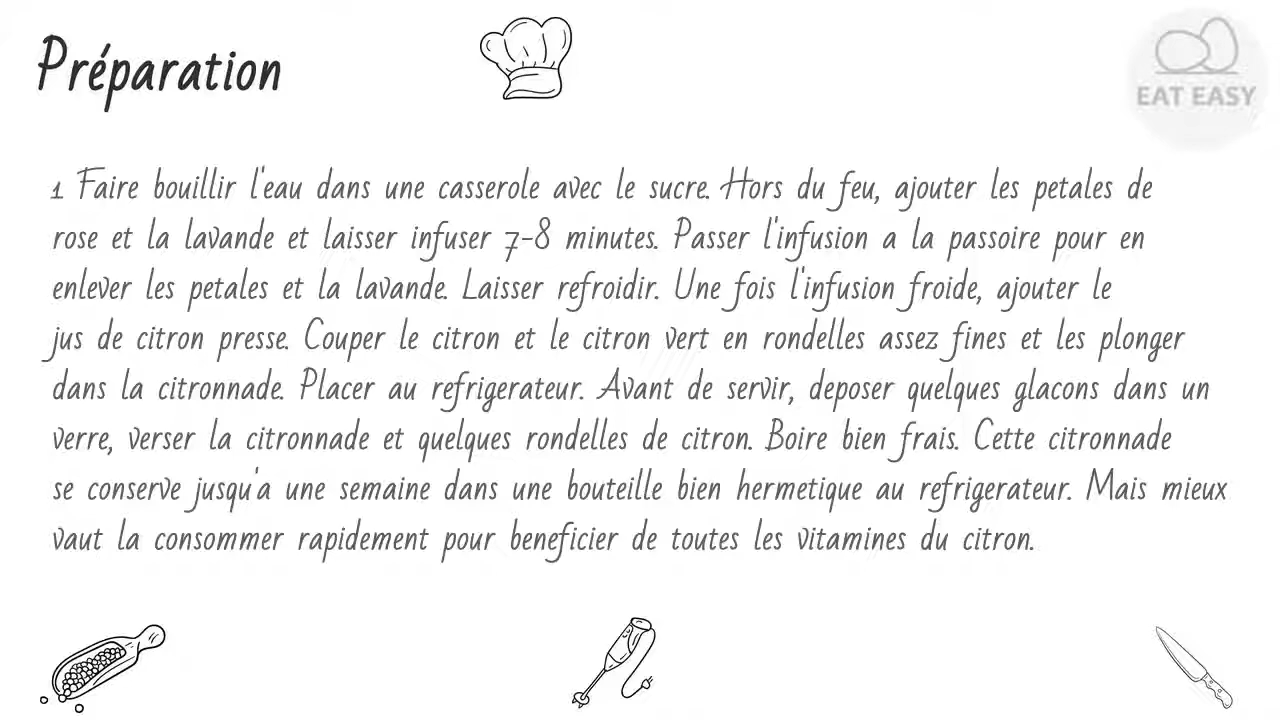 Préparation
EAT EASY
1 Faire bouillir l'eau dans une casserole avec le sucre. Hors du feu, ajouter les petales de
rose et la lavande et laisser infuser 7-8 minutes. Passer l'infusion a la passoire pour en
enlever les petales et la lavande. Laisser refroidir. Une fois l'infusion froide, ajouter le
jus de citron presse. Couper le citron et le citron vert en rondelles assez fines et les plonger
dans la citronnade. Placer au refrigerateur. Avant de servir, deposer quelques glacons dans un
verre, verser la citronnade et quelques rondelles de citron. Boire bien frais. Cette citronnade
se conserve jusqu'a une semaine dans une bouteille bien hermetique au refrigerateur. Mais mieux
vaut la consommer rapidement pour beneficier de toutes les vitamines du citron.